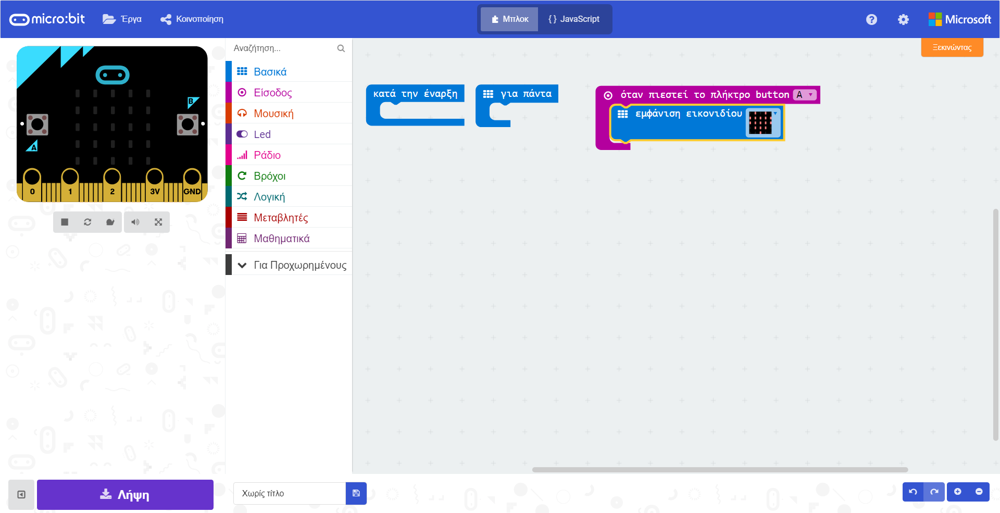 micro:bit Έργα Κοινοποίηση Μπλοκ {} JavaScript ? Microsoft
Ξεκινώντας
B
A
0 1 2 3V GND
Αναζήτηση...
Βασικά
Είσοδος
Μουσική
Led
Ράδιο
Βρόχοι
Λογική
Μεταβλητές
Μαθηματικά
Για Προχωρημένους
κατά την έναρξη
για πάντα
όταν πιεστεί το πλήκτρο button A
εμφάνιση εικονιδίου
Λήψη
Χωρίς τίτλο